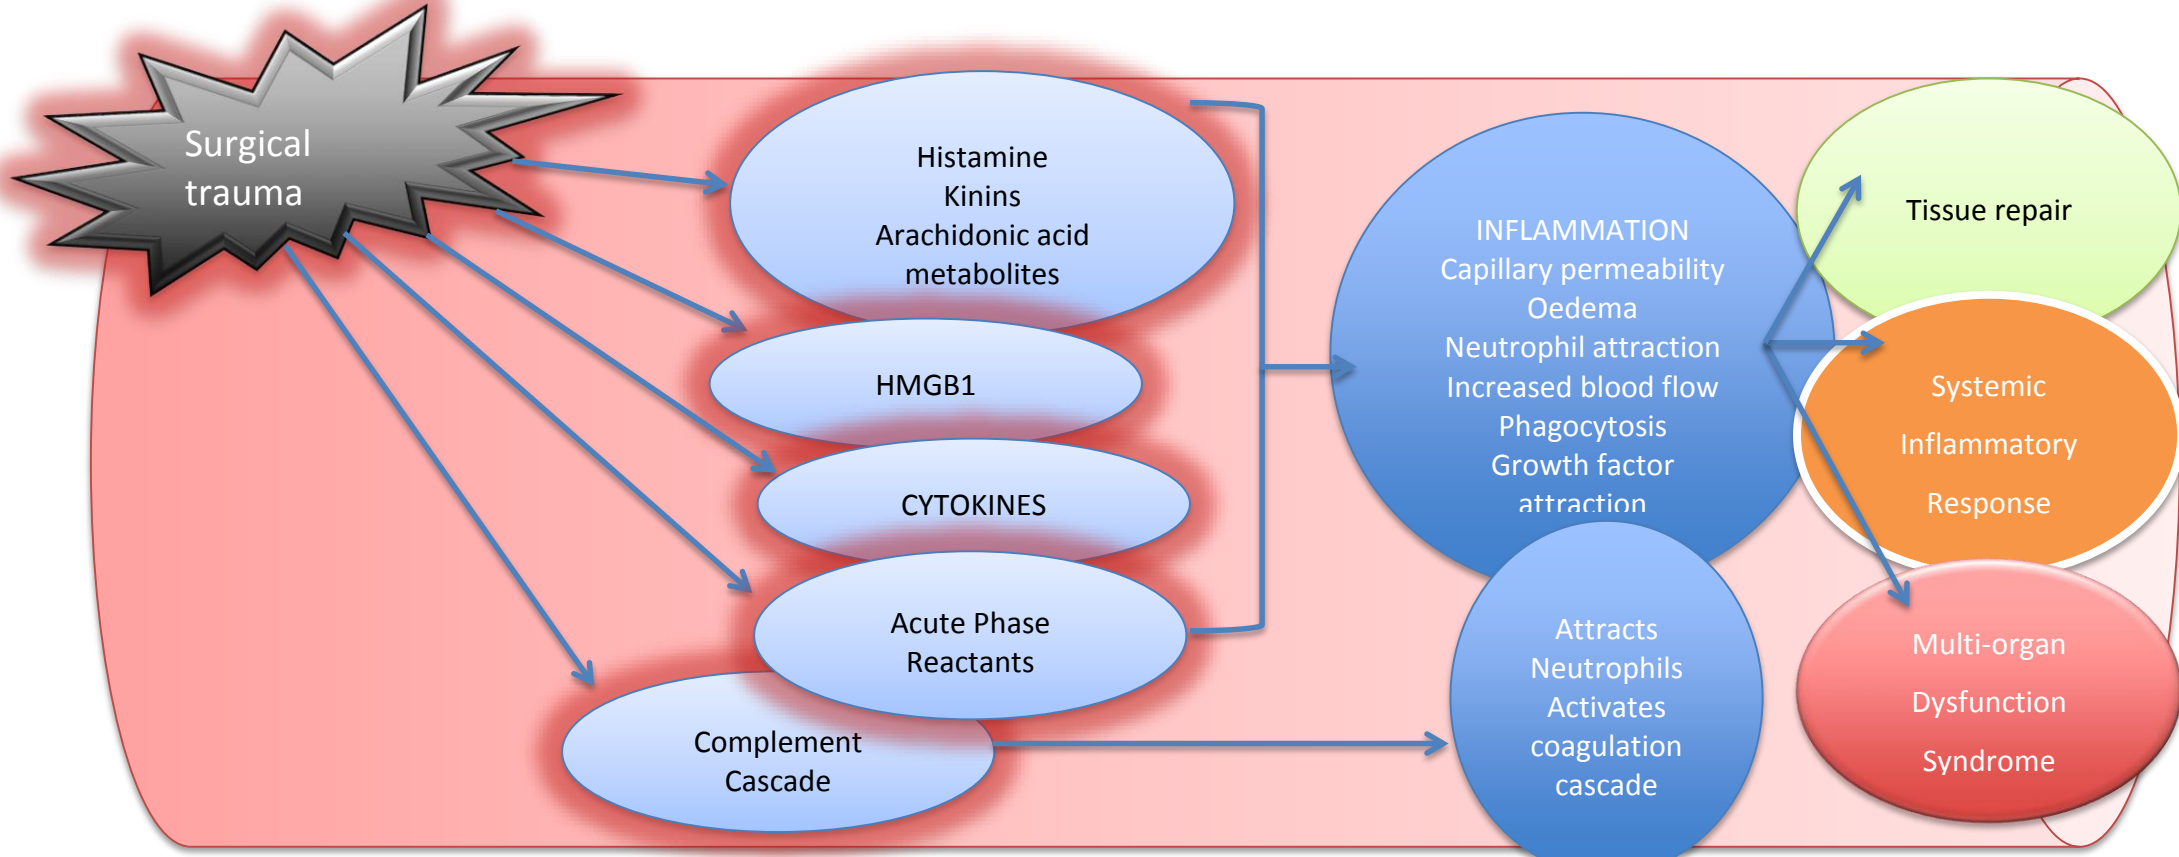 Surgical
trauma
Histamine
Kinins
Arachidonic acid
metabolites
HMGB1
CYTOKINES
Acute Phase
Reactants
Complement
Cascade
INFLAMMATION
Capillary permeability
Oedema
Neutrophil attraction
Increased blood flow
Phagocytosis
Growth factor
attraction
Attracts
Neutrophils
Activates
coagulation
cascade
Tissue repair
Systemic
Inflammatory
Response
Multi-organ
Dysfunction
Syndrome